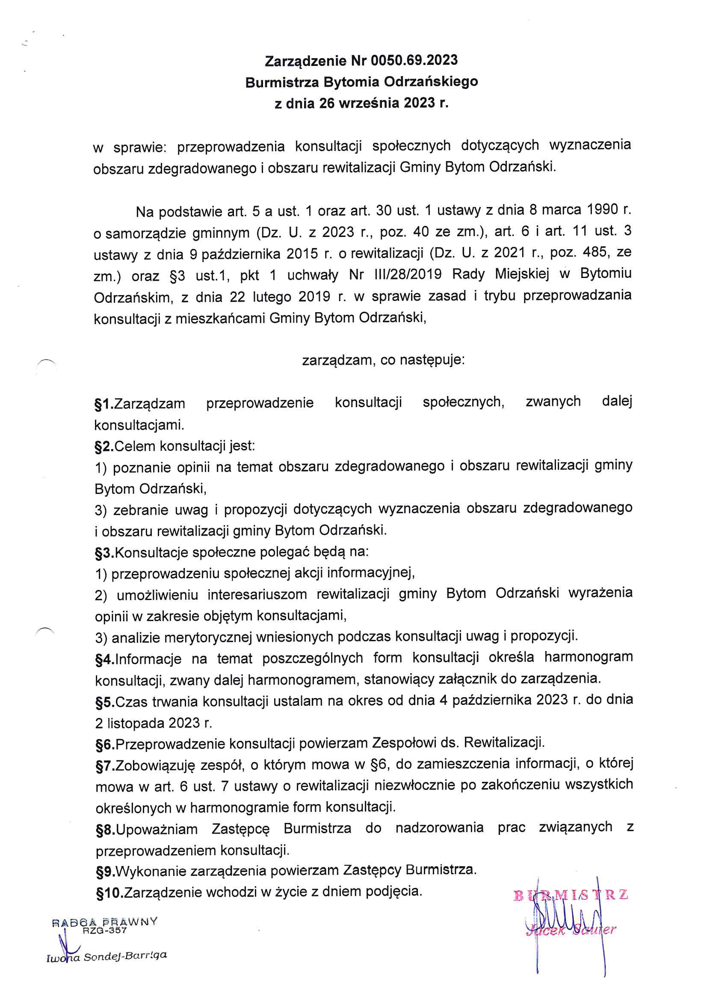 Zarządzenie Nr 0050.69.2023
Burmistrza Bytomia Odrzańskiego
z dnia 26 września 2023 r.
w sprawie: przeprowadzenia konsultacji społecznych dotyczących wyznaczenia
obszaru zdegradowanego i obszaru rewitalizacji Gminy Bytom Odrzański.
Na podstawie art. 5 a ust. 1 oraz art. 30 ust. 1 ustawy z dnia 8 marca 1990 r.
o samorządzie gminnym (Dz. U. z 2023 r., poz. 40 ze zm.), art. 6 i art. 11 ust. 3
ustawy z dnia 9 października 2015 r. o rewitalizacji (Dz. U. z 2021 r., poz. 485, ze
zm.) oraz §3 ust.1, pkt 1 uchwały Nr III/28/2019 Rady Miejskiej w Bytomiu
Odrzańskim, z dnia 22 lutego 2019 r. w sprawie zasad i trybu przeprowadzania
konsultacji z mieszkańcami Gminy Bytom Odrzański,
zarządzam, co następuje:
§1.Zarządzam przeprowadzenie konsultacji społecznych, zwanych dalej
konsultacjami.
§2.Celem konsultacji jest:
1) poznanie opinii na temat obszaru zdegradowanego i obszaru rewitalizacji gminy
Bytom Odrzański,
3) zebranie uwag i propozycji dotyczących wyznaczenia obszaru zdegradowanego
i obszaru rewitalizacji gminy Bytom Odrzański.
§3.Konsultacje społeczne polegać będą na:
1) przeprowadzeniu społecznej akcji informacyjnej,
2) umożliwieniu interesariuszom rewitalizacji gminy Bytom Odrzański wyrażenia
opinii w zakresie objętym konsultacjami,
3) analizie merytorycznej wniesionych podczas konsultacji uwag i propozycji.
§4.Informacje na temat poszczególnych form konsultacji określa harmonogram
konsultacji, zwany dalej harmonogramem, stanowiący załącznik do zarządzenia.
§5.Czas trwania konsultacji ustalam na okres od dnia 4 października 2023 r. do dnia
2 listopada 2023 r.
§6.Przeprowadzenie konsultacji powierzam Zespołowi ds. Rewitalizacji.
§7.Zobowiązuję zespół, o którym mowa w §6, do zamieszczenia informacji, o której
mowa w art. 6 ust. 7 ustawy o rewitalizacji niezwłocznie po zakończeniu wszystkich
określonych w harmonogramie form konsultacji.
§8.Upoważniam Zastępcę Burmistrza do nadzorowania prac związanych z
przeprowadzeniem konsultacji.
§9.Wykonanie zarządzenia powierzam Zastępcy Burmistrza.
§10.Zarządzenie wchodzi w życie z dniem podjęcia.
BURMISTRZ
Jacek Sauter
RADCA PRAWNY
RZG-357
Iwona Sondej-Barriga